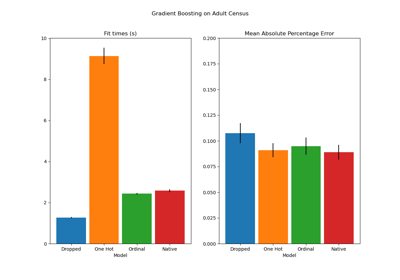 Gradient Boosting on Adult Census
Fit times (s)
10
8
6
4
2
0
Dropped One Hot Ordinal Native
Model
Mean Absolute Percentage Error
0.200
0.175
0.150
0.125
0.100
0.075
0.050
0.025
0.000
Dropped One Hot Ordinal Native
Model